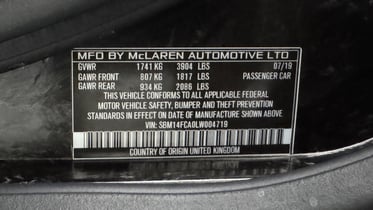 MFD BY McLAREN AUTOMOTIVE LTD
GVWR 1741 KG 3904 LBS 07/19
GAWR FRONT 807 KG 1817 LBS PASSENGER CAR
GAWR REAR 934 KG 2086 LBS
THIS VEHICLE CONFORMS TO ALL APPLICABLE FEDERAL
MOTOR VEHICLE SAFETY, BUMPER, AND THEFT PREVENTION
STANDARDS IN EFFECT ON THE DATE OF MANUFACTURE SHOWN ABOVE
VIN: SBM14FCA0LW004719
COUNTRY OF ORIGIN UNITED KINGDOM